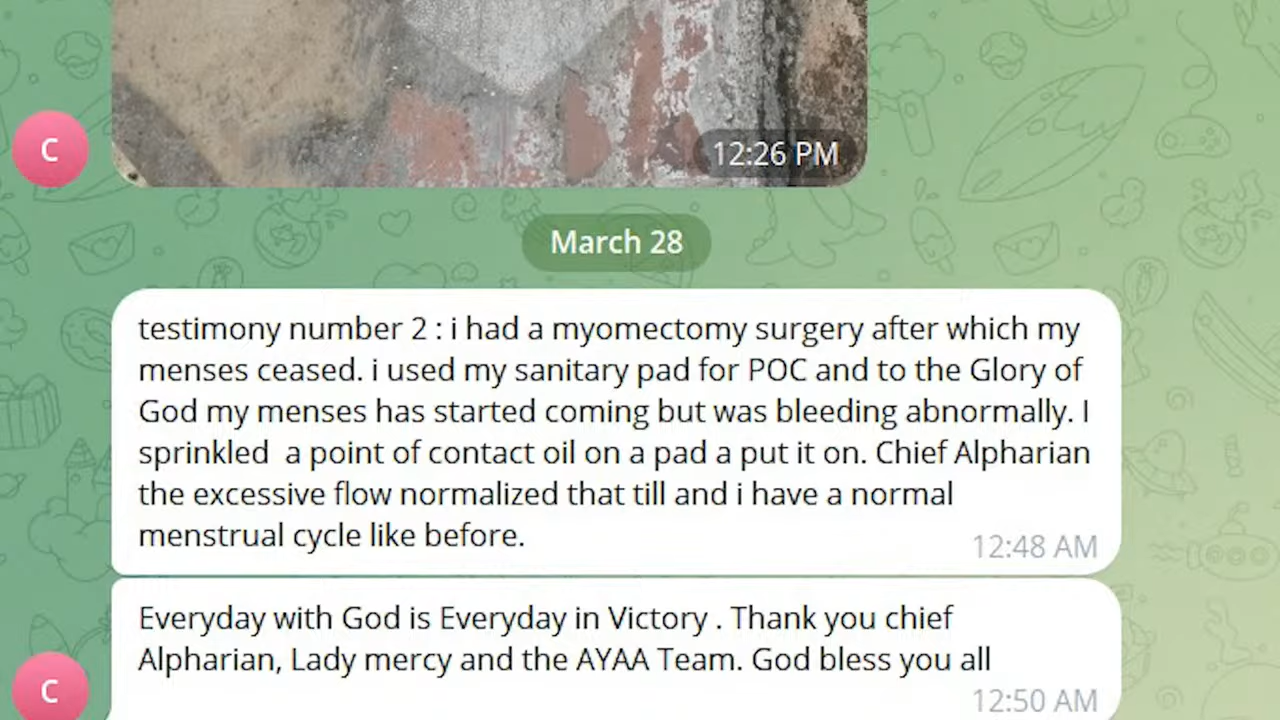 C
12:26 PM
March 28
testimony number 2 : i had a myomectomy surgery after which my
menses ceased. i used my sanitary pad for POC and to the Glory of
God my menses has started coming but was bleeding abnormally. I
sprinkled  a point of contact oil on a pad a put it on. Chief Alpharian
the excessive flow normalized that till and i have a normal
menstrual cycle like before.
12:48 AM
Everyday with God is Everyday in Victory . Thank you chief
Alpharian, Lady mercy and the AYAA Team. God bless you all
C
12:50 AM